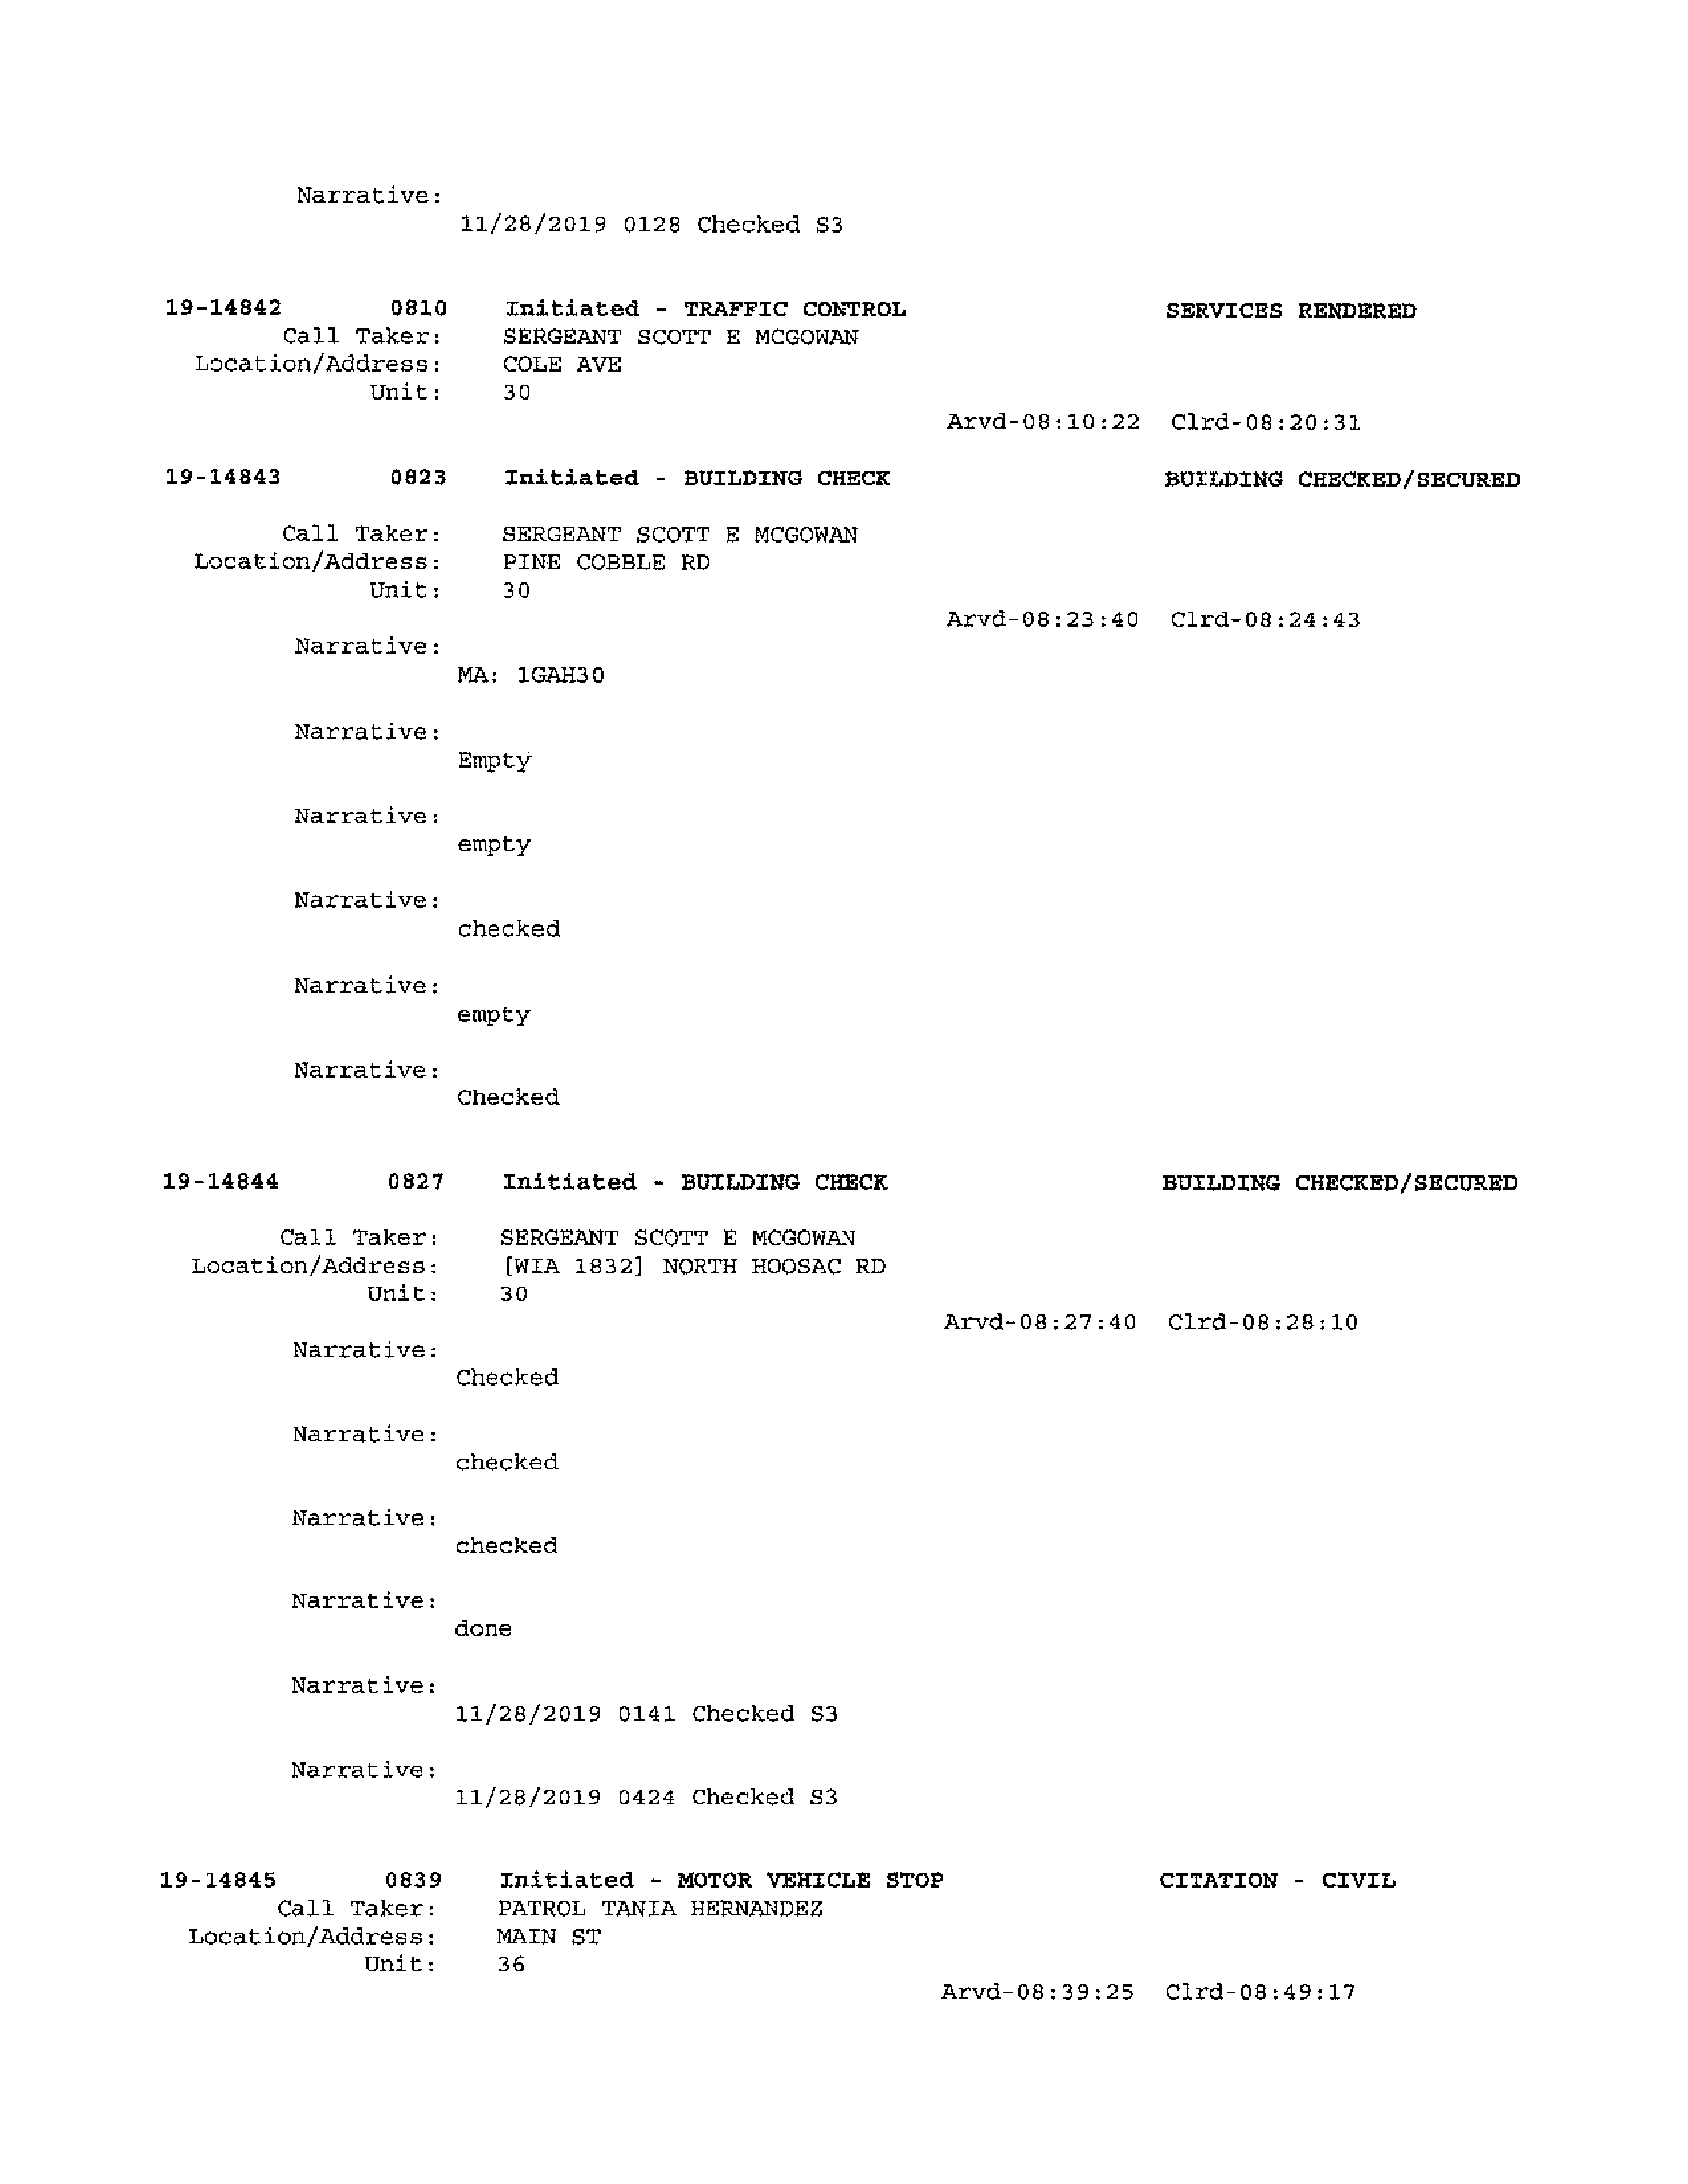 Narrative:
11/28/2019 0128 Checked S3
19-14842 0810 Initiated - TRAFFIC CONTROL SERVICES RENDERED
Call Taker: SERGEANT SCOTT E MCGOWAN
Location/Address: COLE AVE
Unit: 30
Arvd-08:10:22 Clrd-08:20:31
19-14843 0823 Initiated - BUILDING CHECK BUILDING CHECKED/SECURED
Call Taker: SERGEANT SCOTT E MCGOWAN
Location/Address: PINE COBBLE RD
Unit: 30
Arvd-08:23:40 Clrd-08:24:43
Narrative:
MA: 1GAH30
Narrative:
Empty
Narrative:
empty
Narrative:
checked
Narrative:
empty
Narrative:
Checked
19-14844 0827 Initiated - BUILDING CHECK BUILDING CHECKED/SECURED
Call Taker: SERGEANT SCOTT E MCGOWAN
Location/Address: [WIA 1832] NORTH HOOSAC RD
Unit: 30
Arvd-08:27:40 Clrd-08:28:10
Narrative:
Checked
Narrative:
checked
Narrative:
checked
Narrative:
done
Narrative:
11/28/2019 0141 Checked S3
Narrative:
11/28/2019 0424 Checked S3
19-14845 0839 Initiated - MOTOR VEHICLE STOP CITATION - CIVIL
Call Taker: PATROL TANIA HERNANDEZ
Location/Address: MAIN ST
Unit: 36
Arvd-08:39:25 Clrd-08:49:17